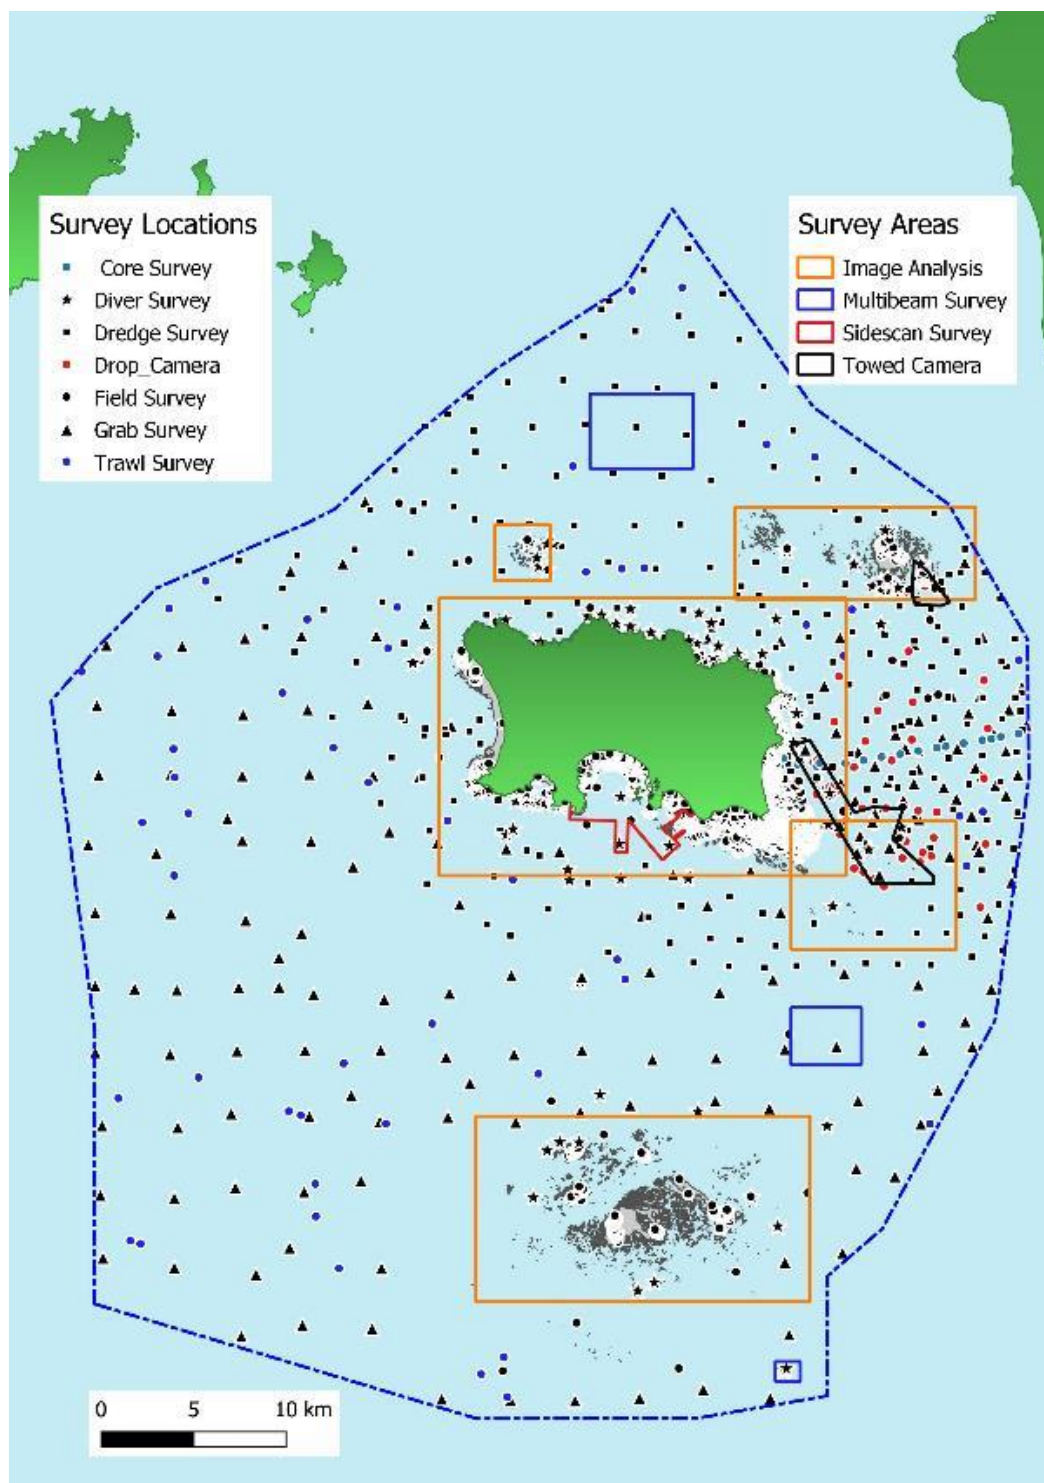 Survey Locations
Core Survey
Diver Survey
Dredge Survey
Drop_Camera
Field Survey
Grab Survey
Trawl Survey
Survey Areas
Image Analysis
Multibeam Survey
Sidescan Survey
Towed Camera
0 5 10 km